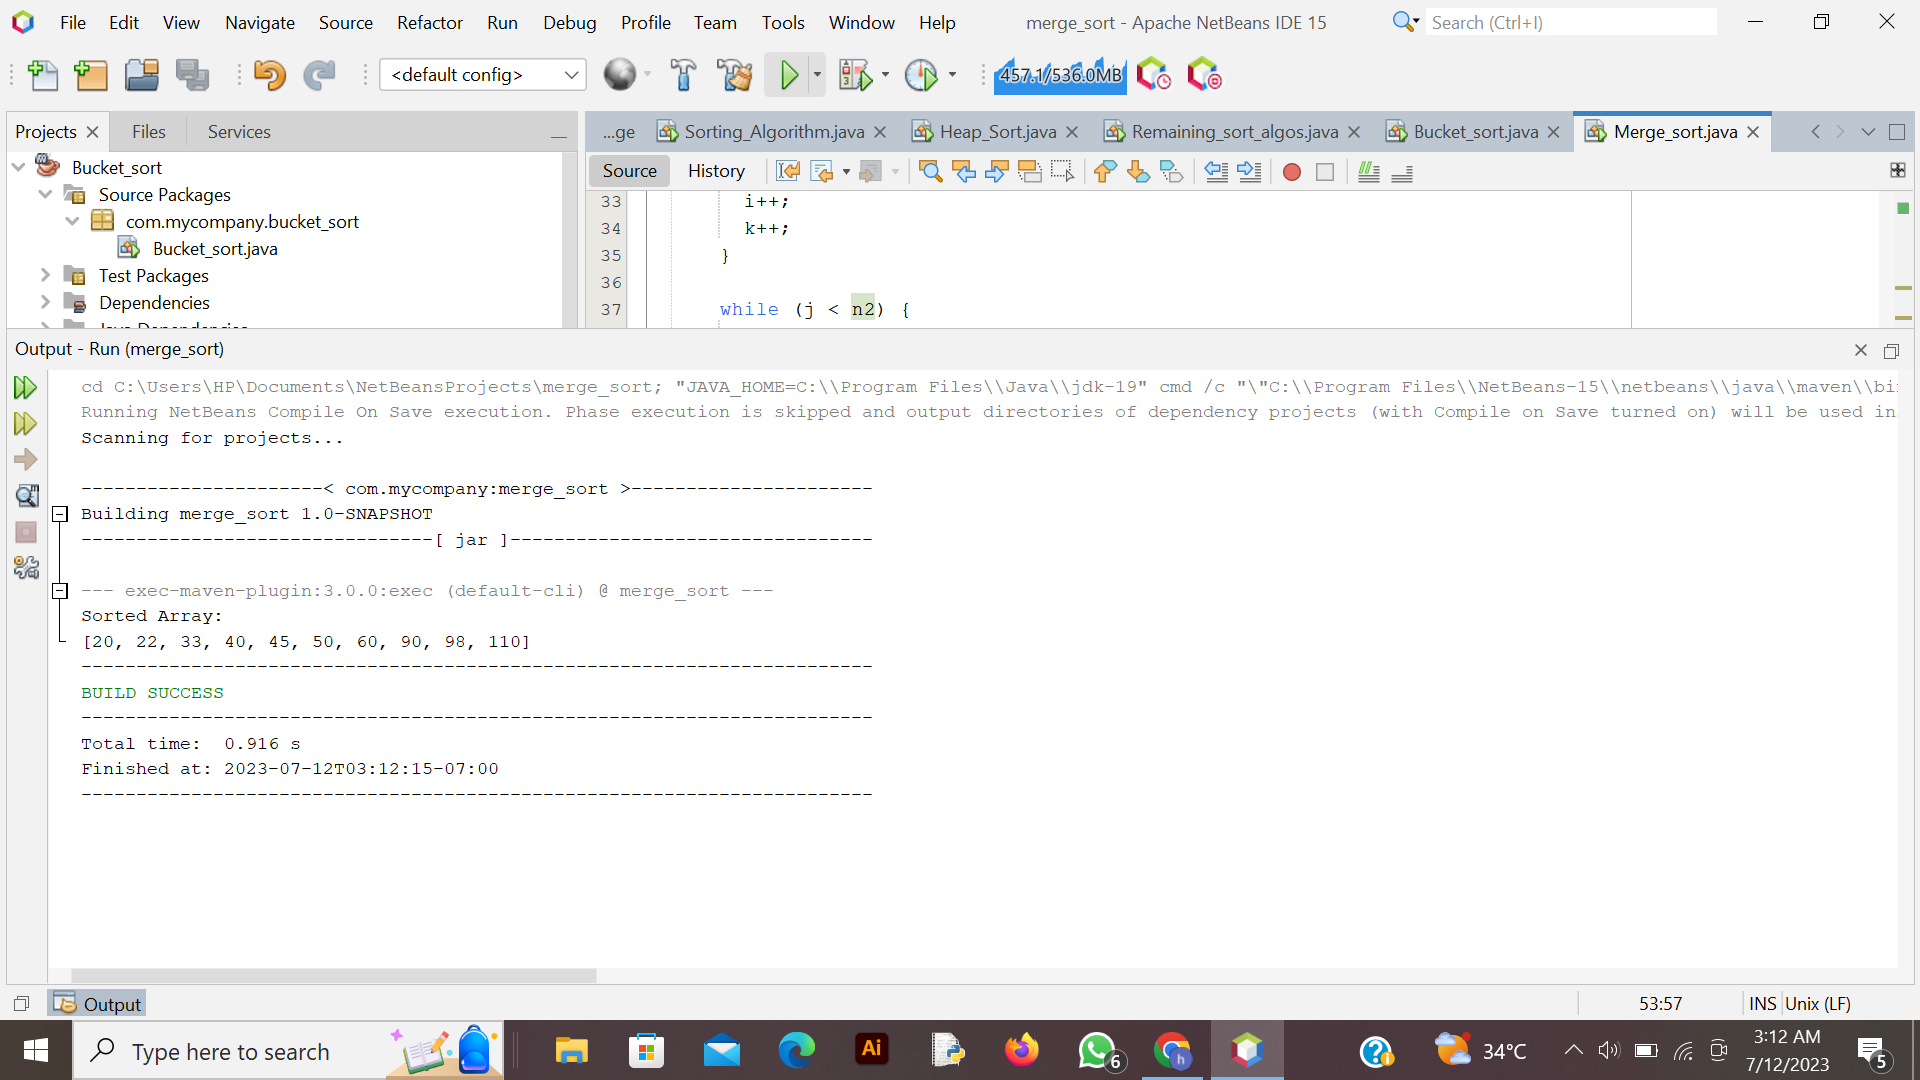 File Edit View Navigate Source Refactor Run Debug Profile Team Tools Window Help
merge_sort - Apache NetBeans IDE 15
Search (Ctrl+I)
<default config>
457.1/536.0MB
Projects Files Services
...ge Sorting_Algorithm.java Heap_Sort.java Remaining_sort_algos.java Bucket_sort.java Merge_sort.java
Source History
Bucket_sort
Source Packages
com.mycompany.bucket_sort
Bucket_sort.java
Test Packages
Dependencies
Java Dependencies
33 i++;
34 k++;
35 }
36
37 while (j < n2) {
Output - Run (merge_sort)
cd C:\Users\HP\Documents\NetBeansProjects\merge_sort; "JAVA_HOME=C:\\Program Files\\Java\\jdk-19" cmd /c "\"C:\\Program Files\\NetBeans-15\\netbeans\\java\\maven\\bi
Running NetBeans Compile On Save execution. Phase execution is skipped and output directories of dependency projects (with Compile on Save turned on) will be used in
Scanning for projects...
----------------------< com.mycompany:merge_sort >----------------------
Building merge_sort 1.0-SNAPSHOT
--------------------------------[ jar ]---------------------------------
--- exec-maven-plugin:3.0.0:exec (default-cli) @ merge_sort ---
Sorted Array:
[20, 22, 33, 40, 45, 50, 60, 90, 98, 110]
------------------------------------------------------------------------
BUILD SUCCESS
------------------------------------------------------------------------
Total time:  0.916 s
Finished at: 2023-07-12T03:12:15-07:00
------------------------------------------------------------------------
Output
53:57 INS Unix (LF)
Type here to search
Ai
6
h
34°C
3:12 AM
7/12/2023
5